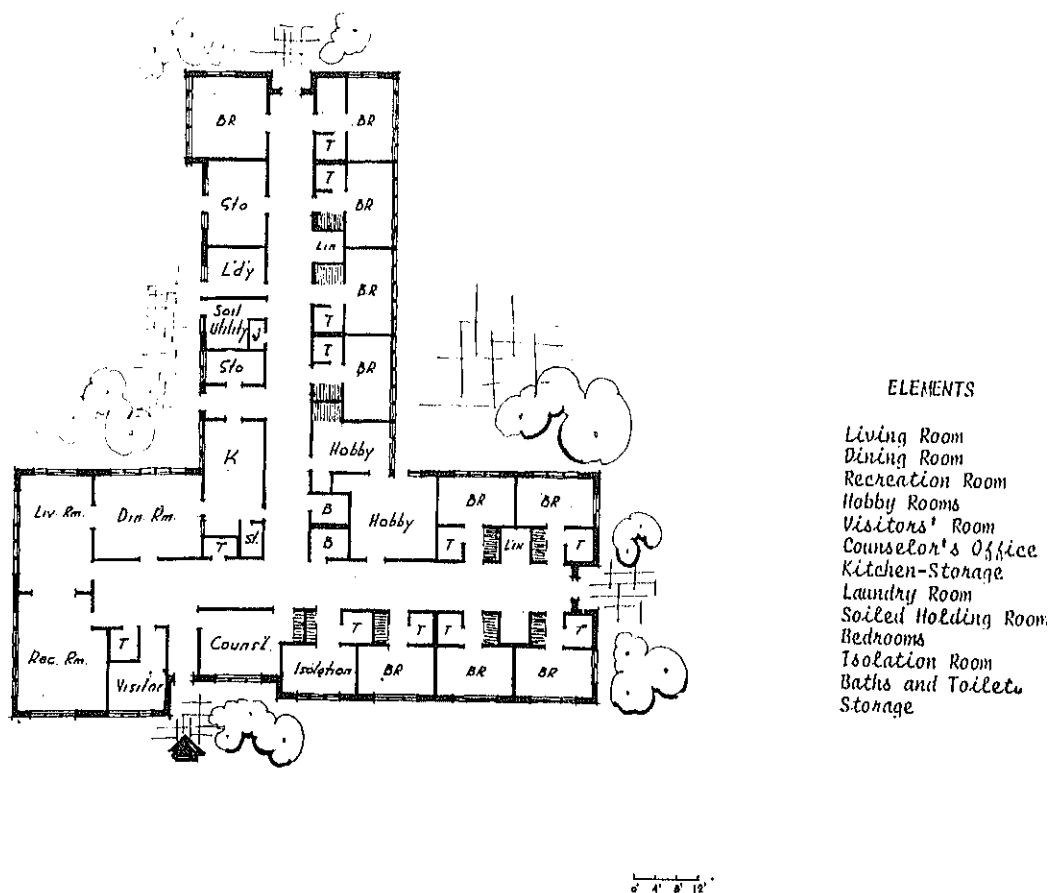 BR
BR
T
T
Sto
BR
Lin
L'd'y
BR
Soil
Utility
J
T
T
Sto
BR
K
Hobby
Liv. Rm.
Din. Rm.
B
Hobby
BR
BR
T
St.
B
T
Lin
T
T
Couns'l.
T
T
T
T
Rec. Rm.
Visitor
Isolation
BR
BR
BR
ELEMENTS
Living Room
Dining Room
Recreation Room
Hobby Rooms
Visitors' Room
Counselor's Office
Kitchen-Storage
Laundry Room
Soiled Holding Room
Bedrooms
Isolation Room
Baths and Toilets
Storage
0' 4' 8' 12'